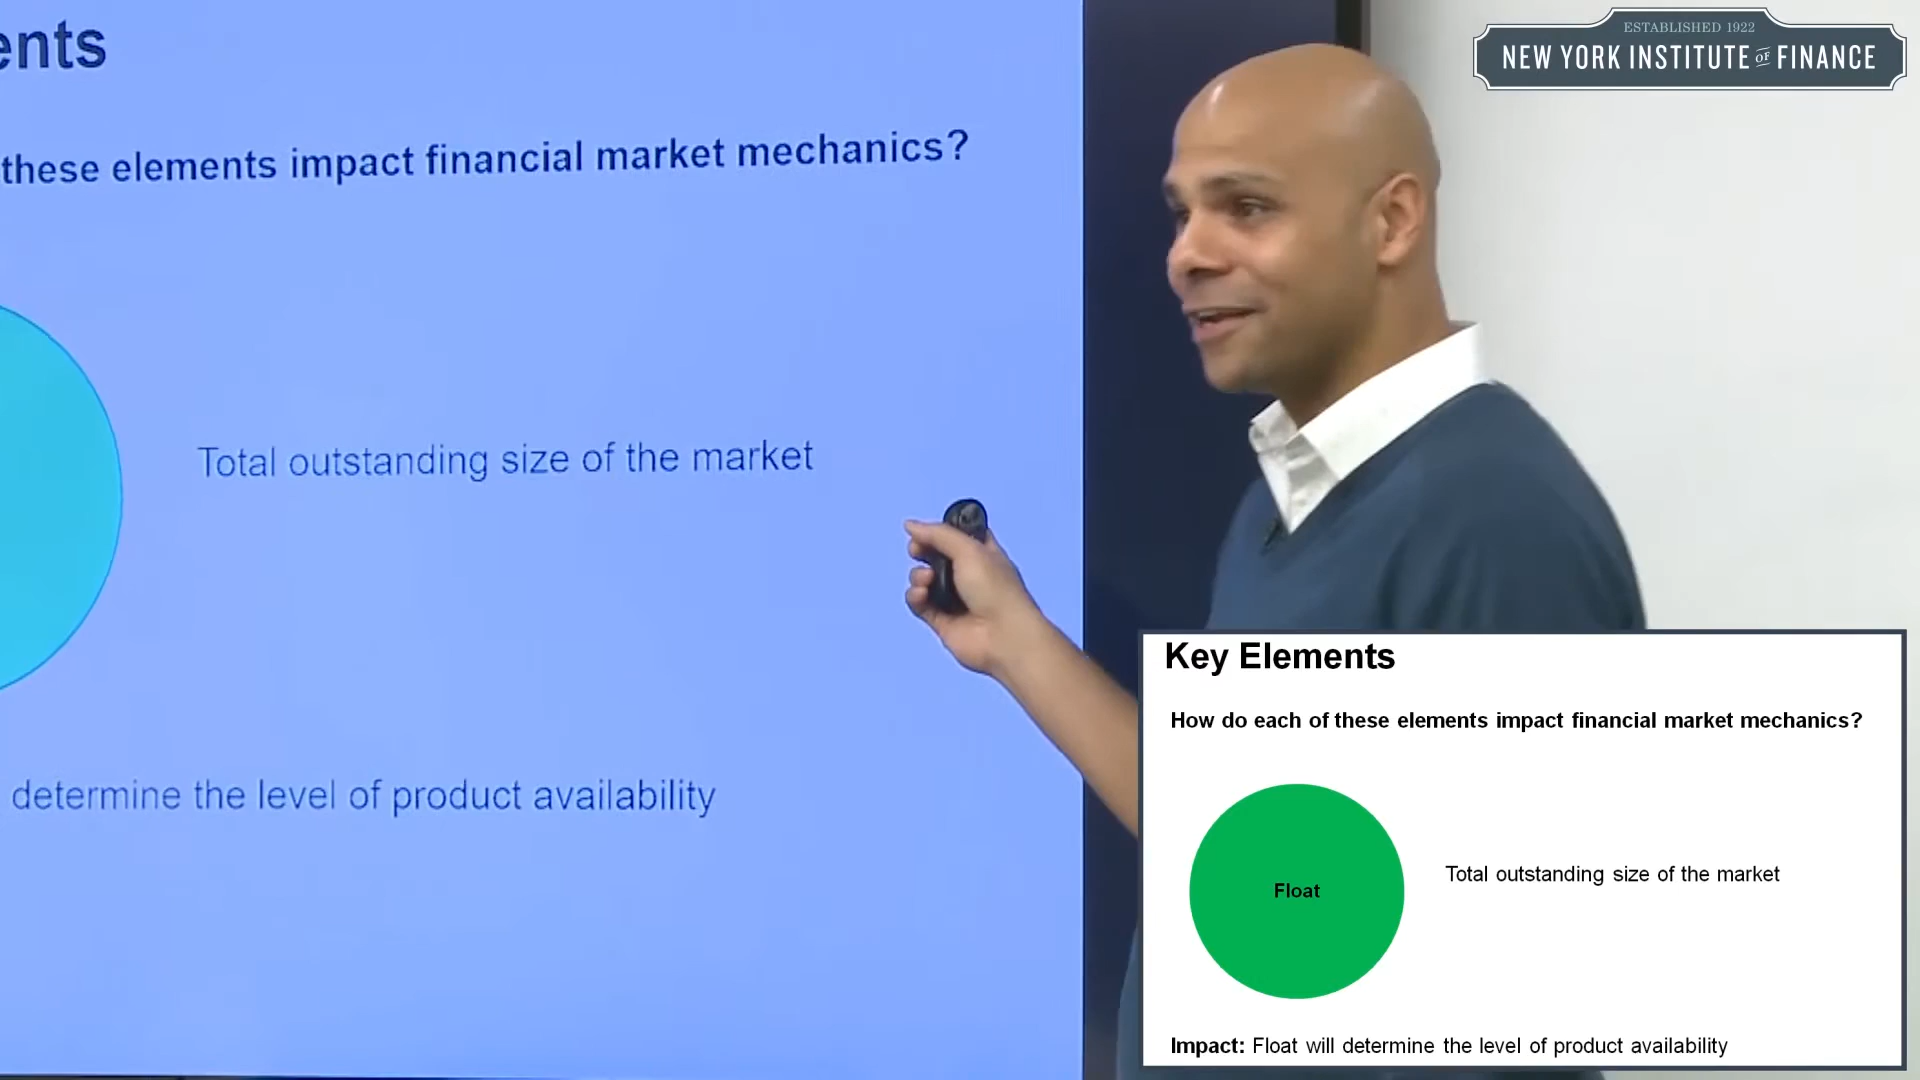 ents
these elements impact financial market mechanics?
Total outstanding size of the market
determine the level of product availability
ESTABLISHED 1922
NEW YORK INSTITUTE OF FINANCE
Key Elements
How do each of these elements impact financial market mechanics?
Float
Total outstanding size of the market
Impact: Float will determine the level of product availability